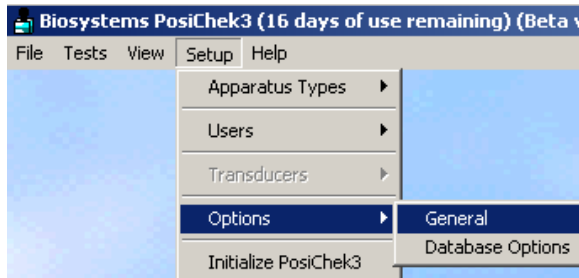 Biosystems PosiChek3 (16 days of use remaining) (Beta v
File Tests View Setup Help
Apparatus Types
Users
Transducers
Options General
Database Options
Initialize PosiChek3